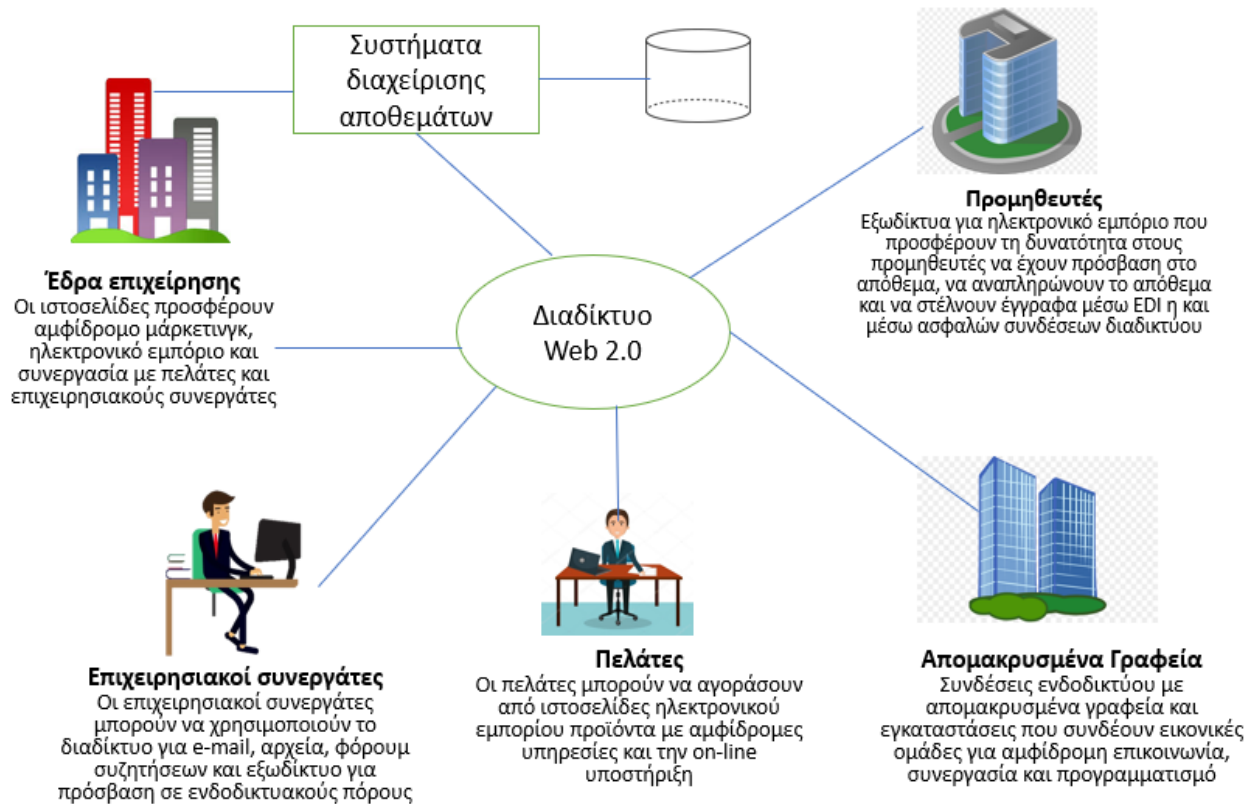 Συστήματα
διαχείρισης
αποθεμάτων
Προμηθευτές
Εξωδίκτυα για ηλεκτρονικό εμπόριο που
προσφέρουν τη δυνατότητα στους
προμηθευτές να έχουν πρόσβαση στο
απόθεμα, να αναπληρώνουν το απόθεμα
και να στέλνουν έγγραφα μέσω EDI η και
μέσω ασφαλών συνδέσεων διαδικτύου
Έδρα επιχείρησης
Οι ιστοσελίδες προσφέρουν
αμφίδρομο μάρκετινγκ,
ηλεκτρονικό εμπόριο και
συνεργασία με πελάτες και
επιχειρησιακούς συνεργάτες
Διαδίκτυο
Web 2.0
Επιχειρησιακοί συνεργάτες
Οι επιχειρησιακοί συνεργάτες
μπορούν να χρησιμοποιούν το
διαδίκτυο για e-mail, αρχεία, φόρουμ
συζητήσεων και εξωδίκτυο για
πρόσβαση σε ενδοδικτυακούς πόρους
Πελάτες
Οι πελάτες μπορούν να αγοράσουν
από ιστοσελίδες ηλεκτρονικού
εμπορίου προϊόντα με αμφίδρομες
υπηρεσίες και την on-line
υποστήριξη
Απομακρυσμένα Γραφεία
Συνδέσεις ενδοδικτύου με
απομακρυσμένα γραφεία και
εγκαταστάσεις που συνδέουν εικονικές
ομάδες για αμφίδρομη επικοινωνία,
συνεργασία και προγραμματισμό